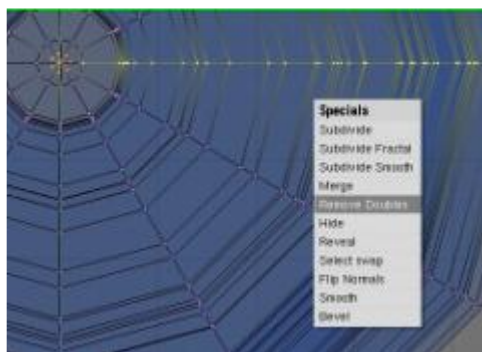 Specials
Subdivide
Subdivide Fractal
Subdivide Smooth
Merge
Remove Doubles
Hide
Reveal
Select swap
Flip Normals
Smooth
Bevel